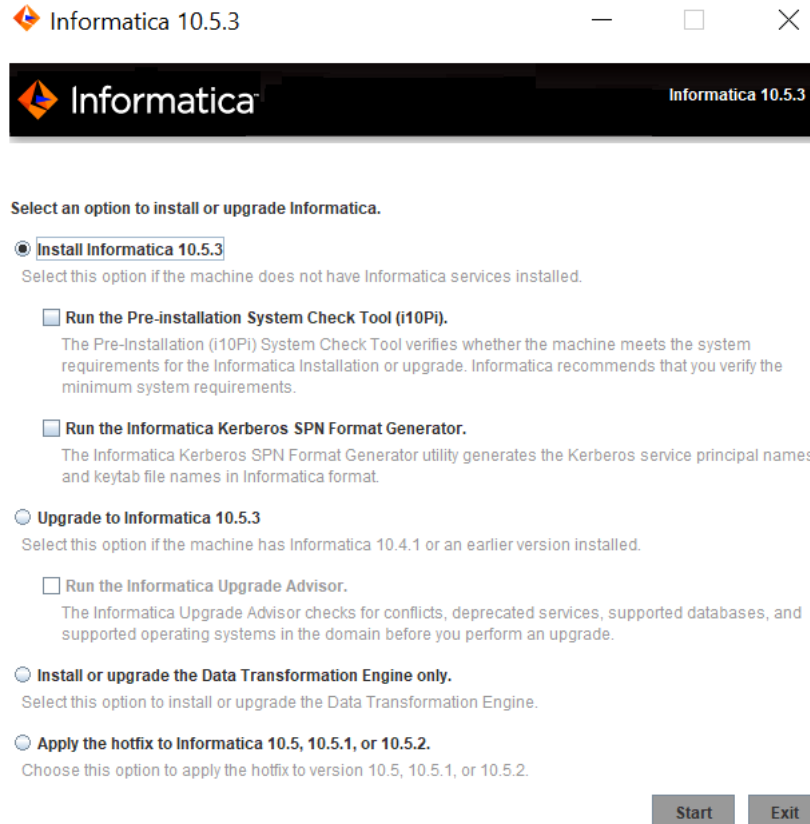 Informatica 10.5.3
Informatica
Informatica 10.5.3
Select an option to install or upgrade Informatica.
Install Informatica 10.5.3
Select this option if the machine does not have Informatica services installed.
Run the Pre-installation System Check Tool (i10Pi).
The Pre-Installation (i10Pi) System Check Tool verifies whether the machine meets the system
requirements for the Informatica Installation or upgrade. Informatica recommends that you verify the
minimum system requirements.
Run the Informatica Kerberos SPN Format Generator.
The Informatica Kerberos SPN Format Generator utility generates the Kerberos service principal names
and keytab file names in Informatica format.
Upgrade to Informatica 10.5.3
Select this option if the machine has Informatica 10.4.1 or an earlier version installed.
Run the Informatica Upgrade Advisor.
The Informatica Upgrade Advisor checks for conflicts, deprecated services, supported databases, and
supported operating systems in the domain before you perform an upgrade.
Install or upgrade the Data Transformation Engine only.
Select this option to install or upgrade the Data Transformation Engine.
Apply the hotfix to Informatica 10.5, 10.5.1, or 10.5.2.
Choose this option to apply the hotfix to version 10.5, 10.5.1, or 10.5.2.
Start Exit